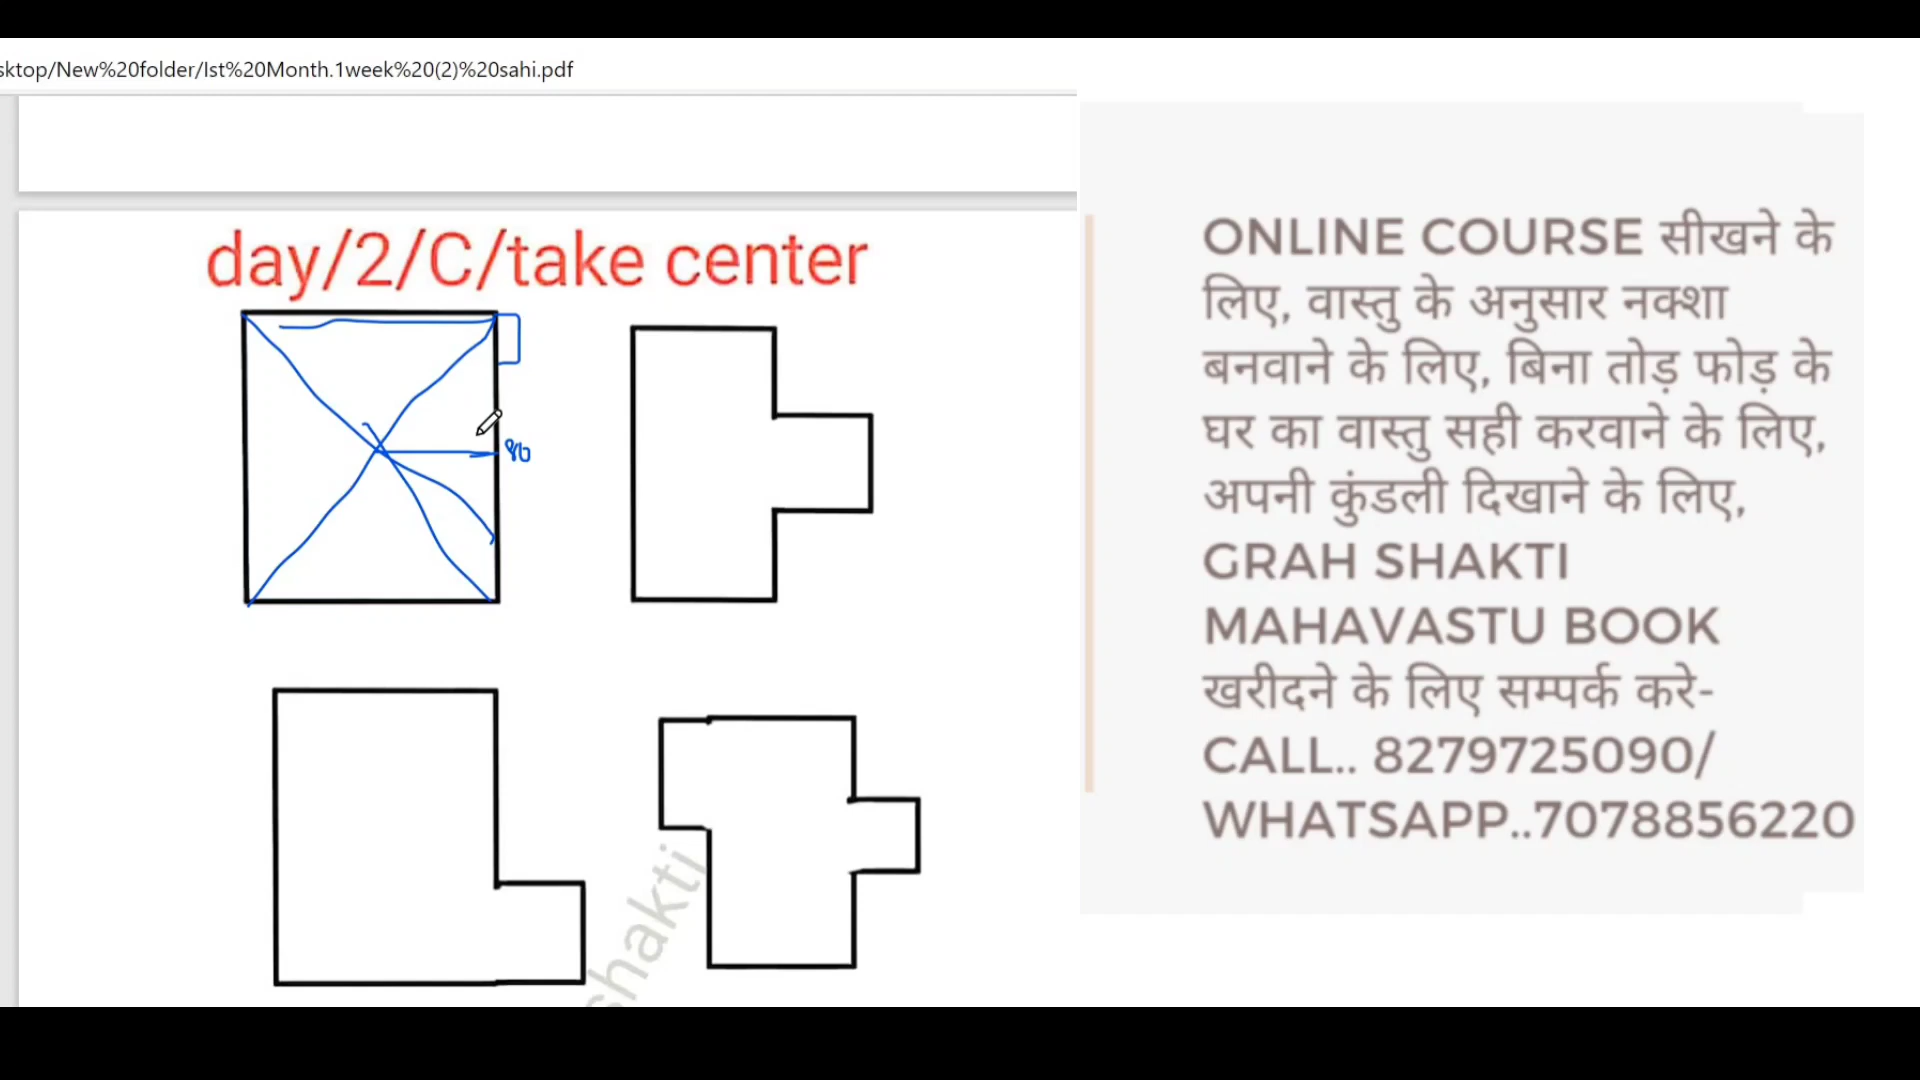 sktop/New%20folder/Ist%20Month.1week%20(2)%20sahi.pdf
day/2/C/take center
shakti
ONLINE COURSE सीखने के
लिए, वास्तु के अनुसार नक्शा
बनवाने के लिए, बिना तोड़ फोड़ के
घर का वास्तु सही करवाने के लिए,
अपनी कुंडली दिखाने के लिए,
GRAH SHAKTI
MAHAVASTU BOOK
खरीदने के लिए सम्पर्क करे-
CALL.. 8279725090/
WHATSAPP..7078856220